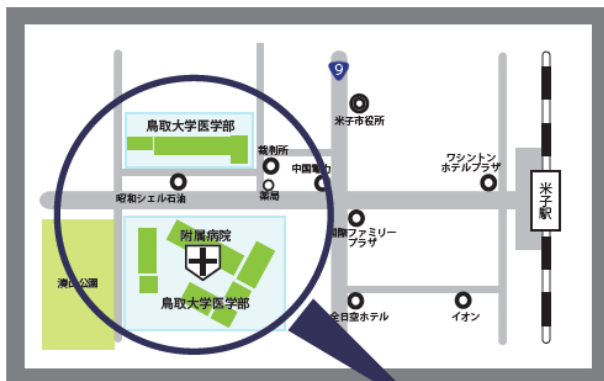 9
鳥取大学医学部
米子市役所
裁判所
中国電力
ワシントン
ホテルプラザ
昭和シェル石油
薬局
米子駅
附属病院
国際ファミリー
プラザ
湊山公園
鳥取大学医学部
全日空ホテル
イオン